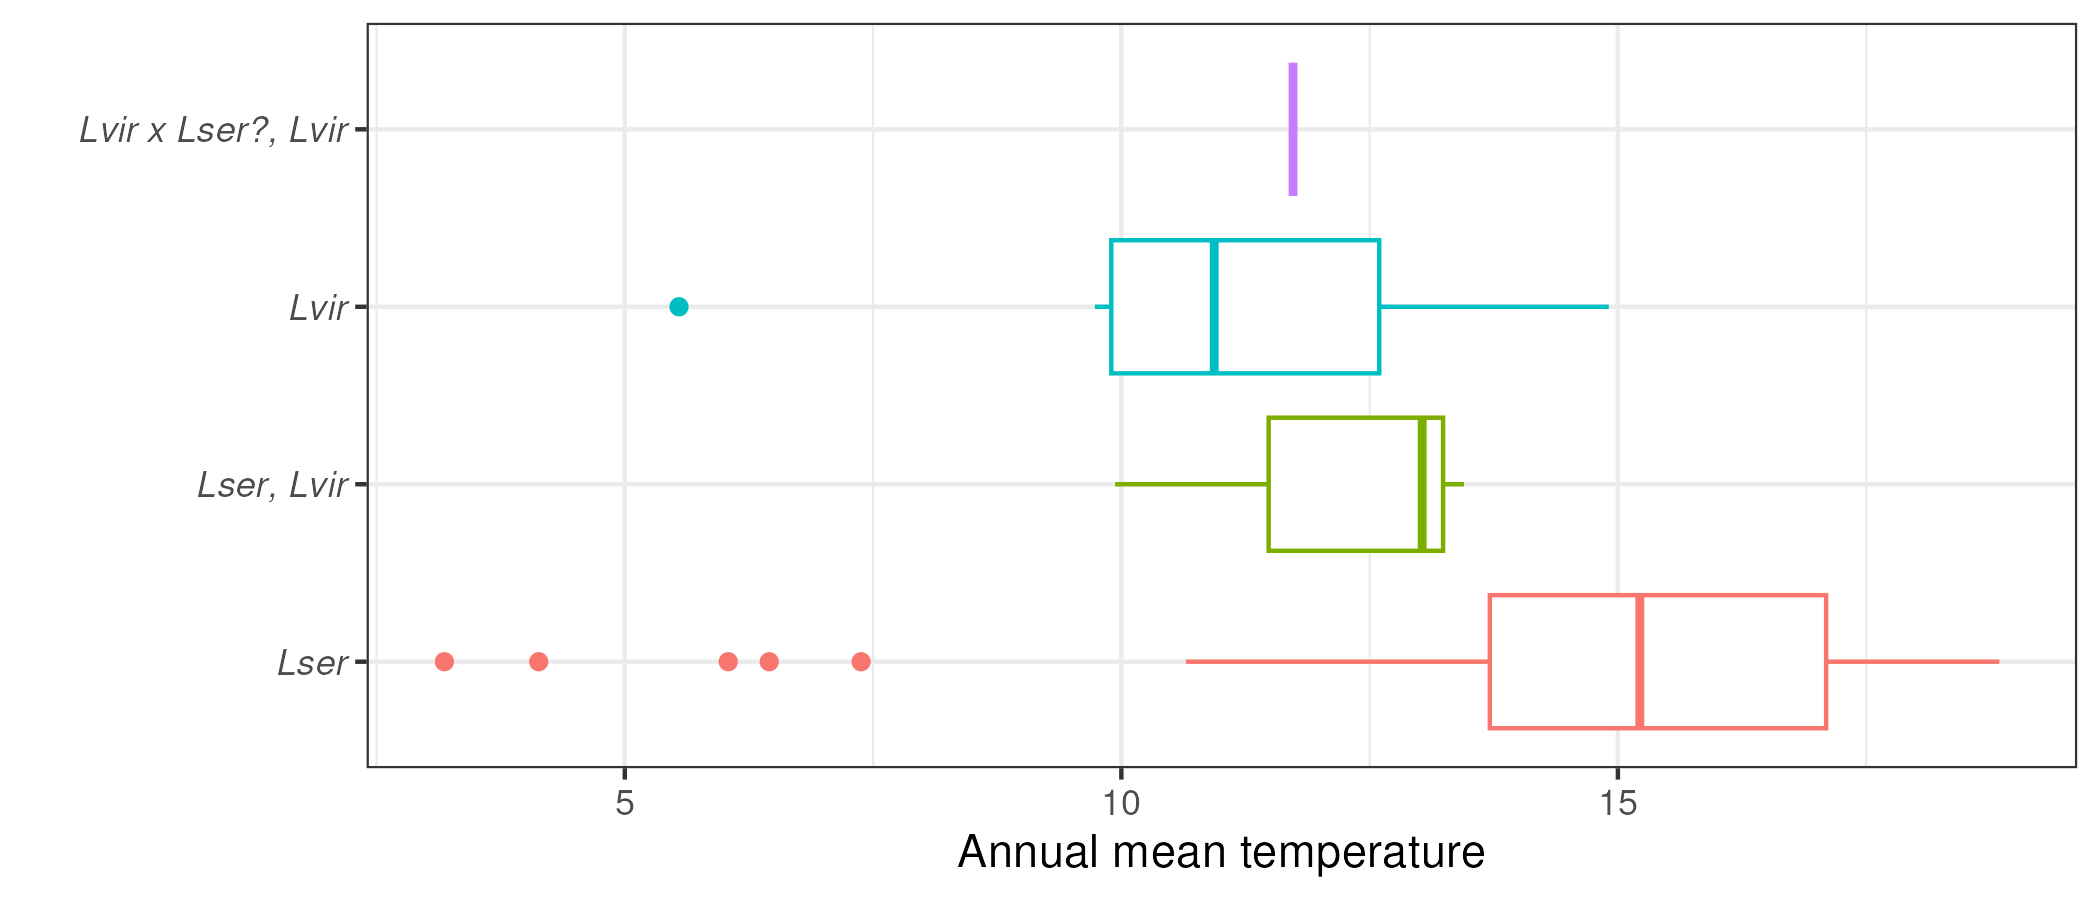 Lvir x Lser?, Lvir
Lvir
Lser, Lvir
Lser
5 10 15
Annual mean temperature